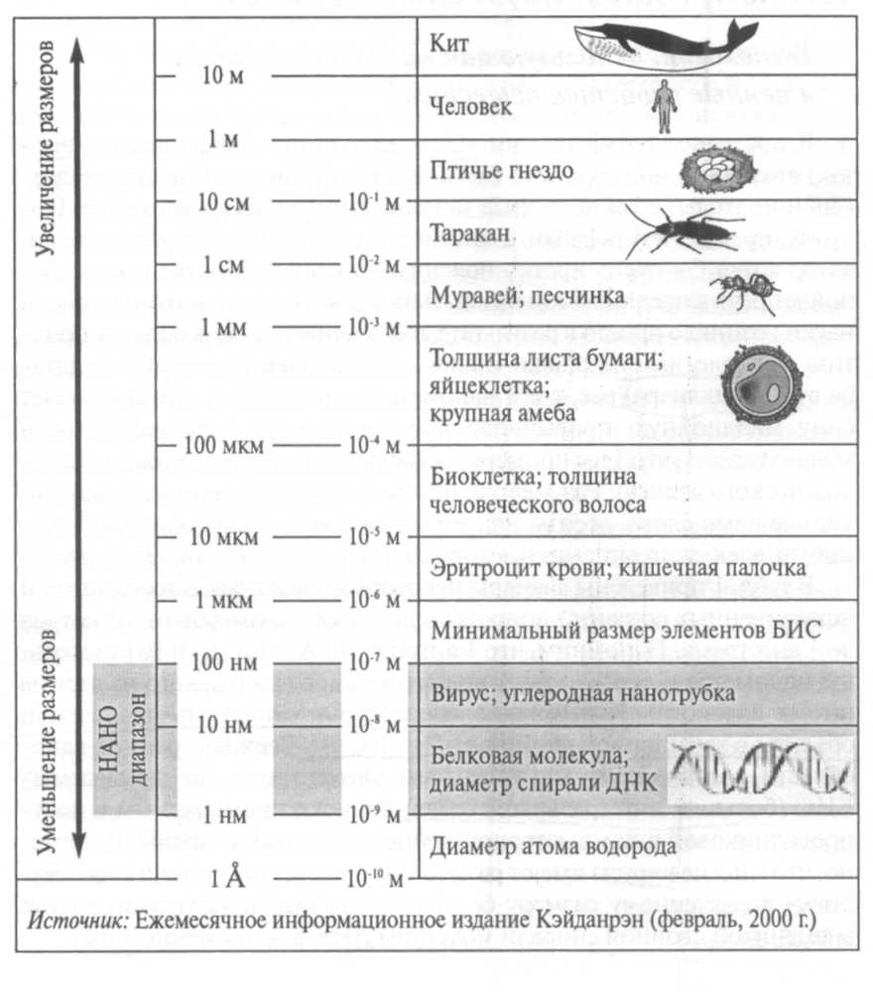 Увеличение размеров
Кит
10 м
Человек
1 м
Птичье гнездо
10 см 10⁻¹ м
Таракан
1 см 10⁻² м
Муравей; песчинка
1 мм 10⁻³ м
Толщина листа бумаги;
яйцеклетка;
крупная амеба
100 мкм 10⁻⁴ м
Биоклетка; толщина
человеческого волоса
10 мкм 10⁻⁵ м
Эритроцит крови; кишечная палочка
1 мкм 10⁻⁶ м
Уменьшение размеров
Минимальный размер элементов БИС
100 нм 10⁻⁷ м
НАНО
диапазон
Вирус; углеродная нанотрубка
10 нм 10⁻⁸ м
Белковая молекула;
диаметр спирали ДНК
1 нм 10⁻⁹ м
Диаметр атома водорода
1 Å 10⁻¹⁰ м
Источник: Ежемесячное информационное издание Кэйданрэн (февраль, 2000 г.)